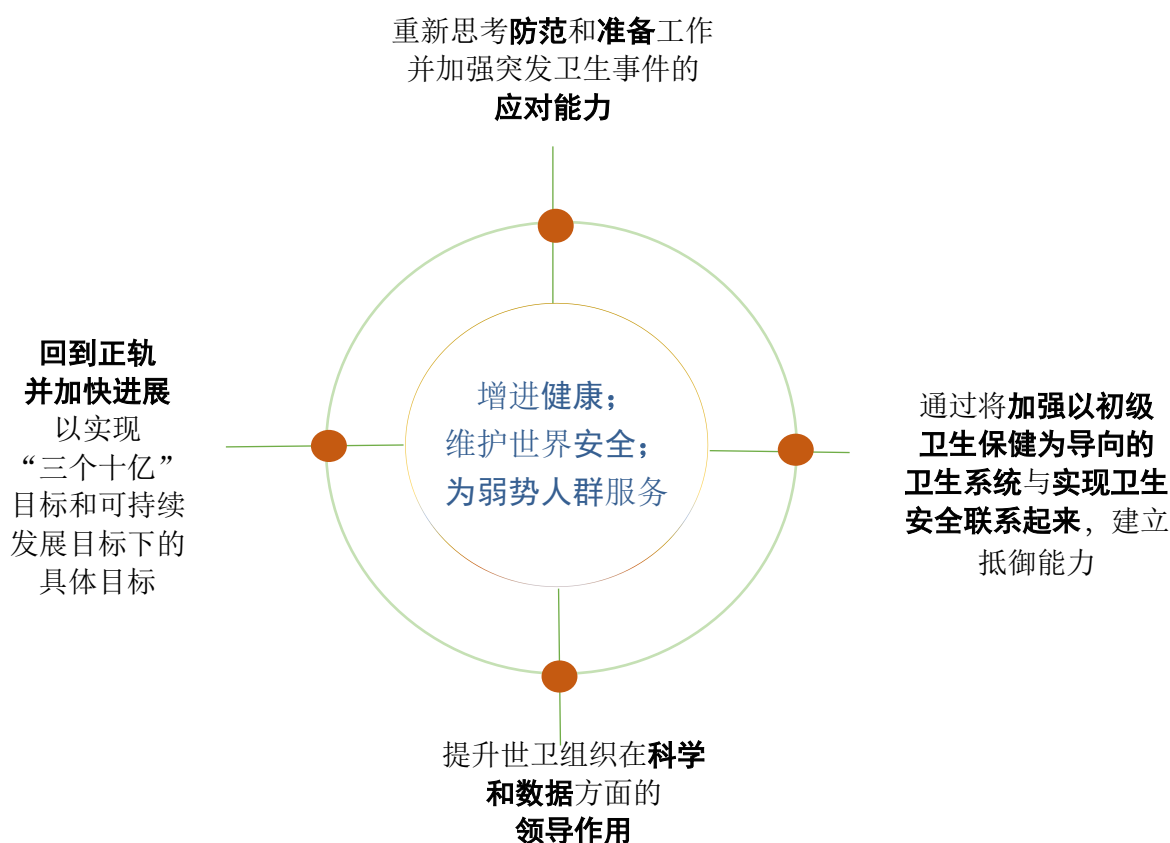 重新思考防范和准备工作
并加强突发卫生事件的
应对能力
回到正轨
并加快进展
以实现
“三个十亿”
目标和可持续
发展目标下的
具体目标
增进健康；
维护世界安全；
为弱势人群服务
通过将加强以初级
卫生保健为导向的
卫生系统与实现卫生
安全联系起来，建立
抵御能力
提升世卫组织在科学
和数据方面的
领导作用